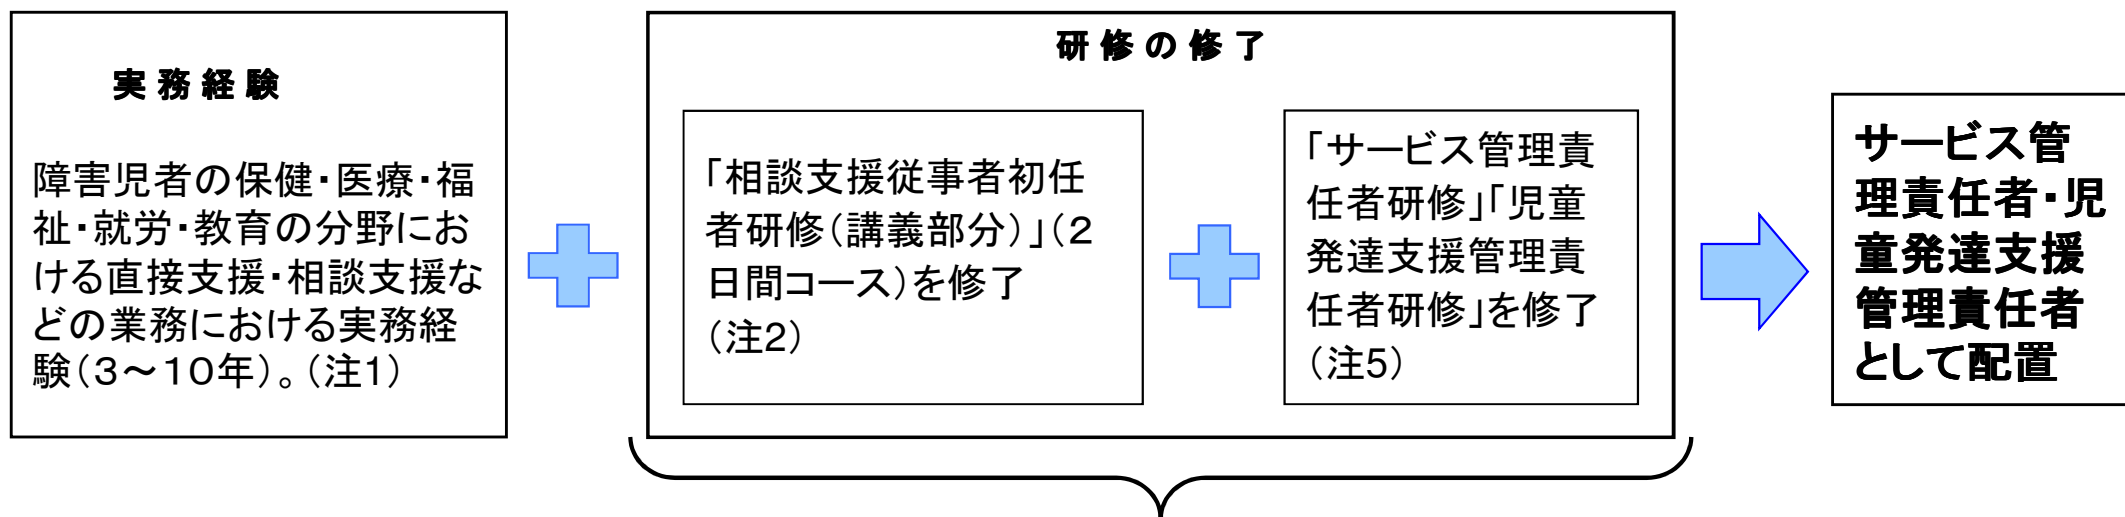 実務経験
障害児者の保健・医療・福
祉・就労・教育の分野にお
ける直接支援・相談支援な
どの業務における実務経
験（３～１０年）。（注1）
研修の修了
「相談支援従事者初任
者研修（講義部分）」（２
日間コース）を修了
（注2）
「サービス管理責
任者研修」「児童
発達支援管理責
任者研修」を修了
（注5）
サービス管
理責任者・児
童発達支援
管理責任者
として配置